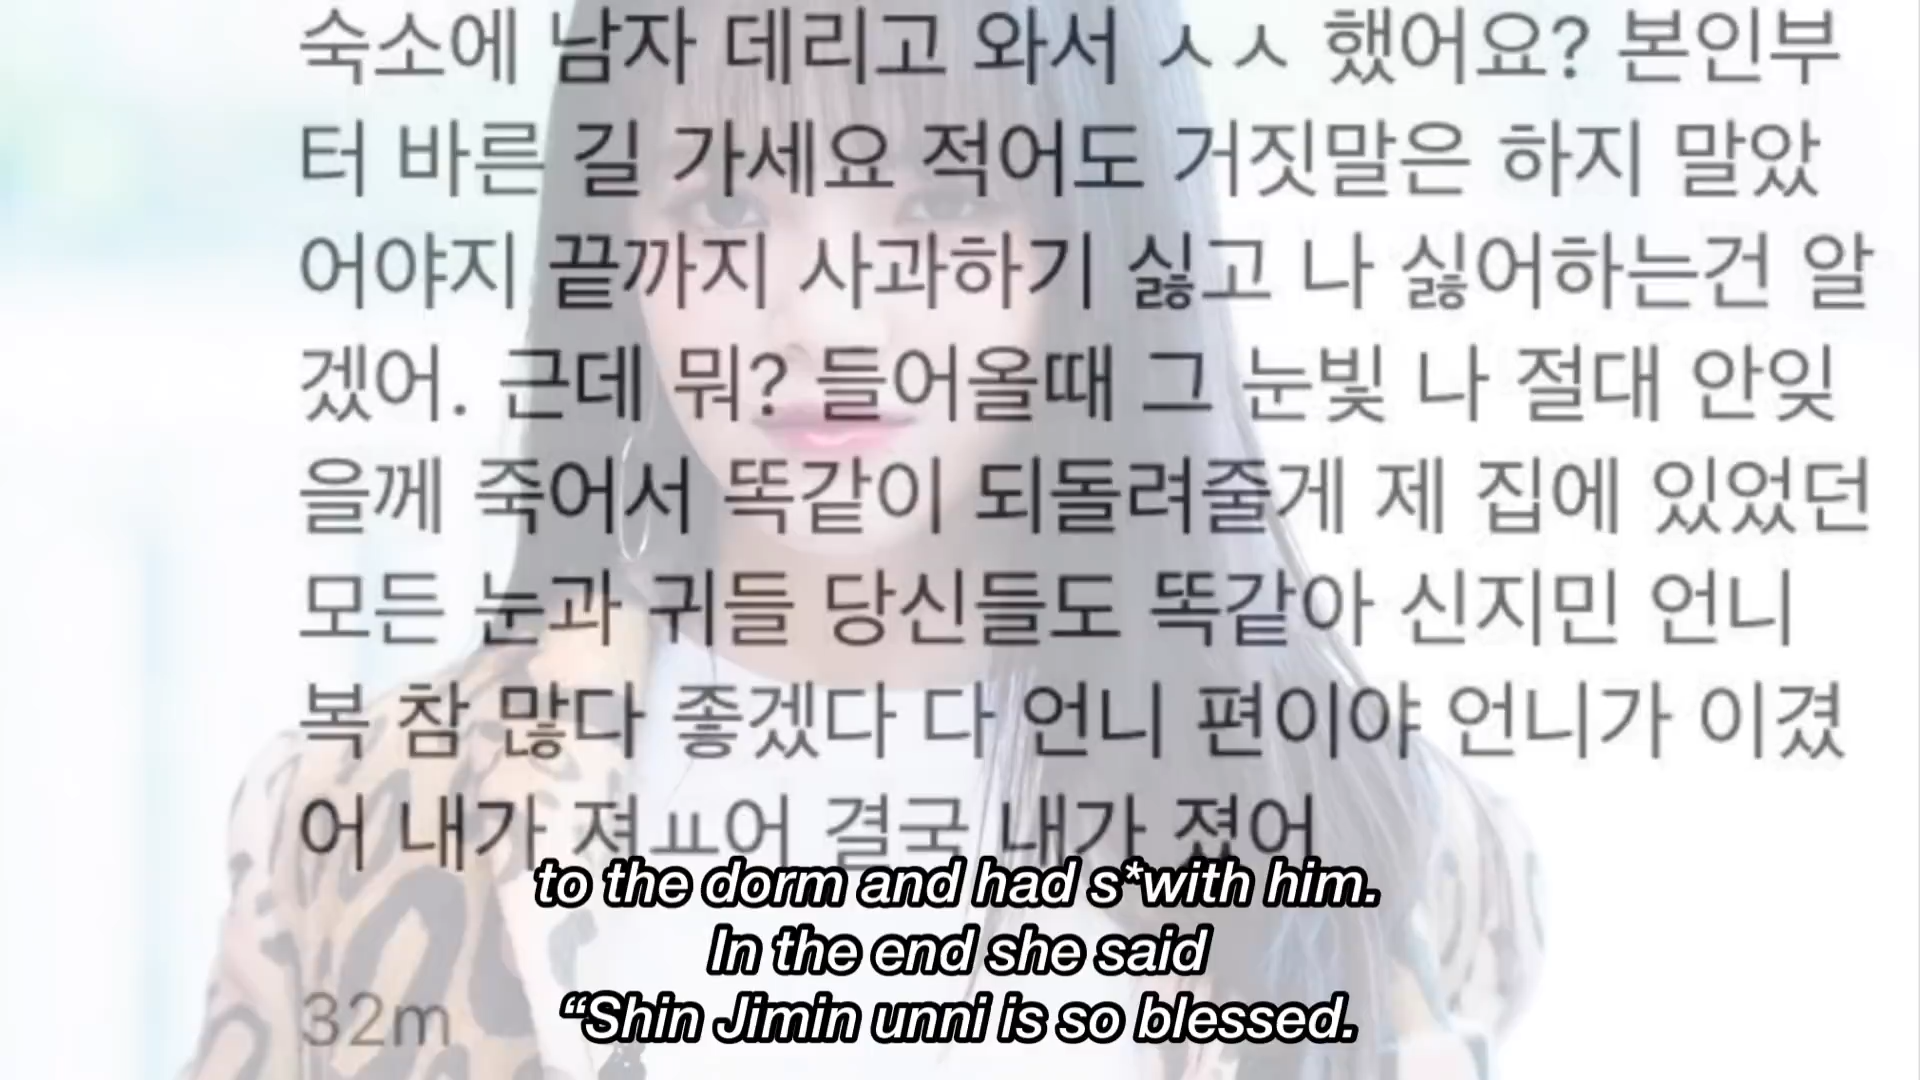 숙소에 남자 데리고 와서 ㅅㅅ 했어요? 본인부
터 바른 길 가세요 적어도 거짓말은 하지 말았
어야지 끝까지 사과하기 싫고 나 싫어하는건 알
겠어. 근데 뭐? 들어올때 그 눈빛 나 절대 안잊
을께 죽어서 똑같이 되돌려줄게 제 집에 있었던
모든 눈과 귀들 당신들도 똑같아 신지민 언니
복 참 많다 좋겠다 다 언니 편이야 언니가 이겼
어 내가 져ㅛ어 결국 내가 졌어
to the dorm and had s*with him.
In the end she said
“Shin Jimin unni is so blessed.
32m